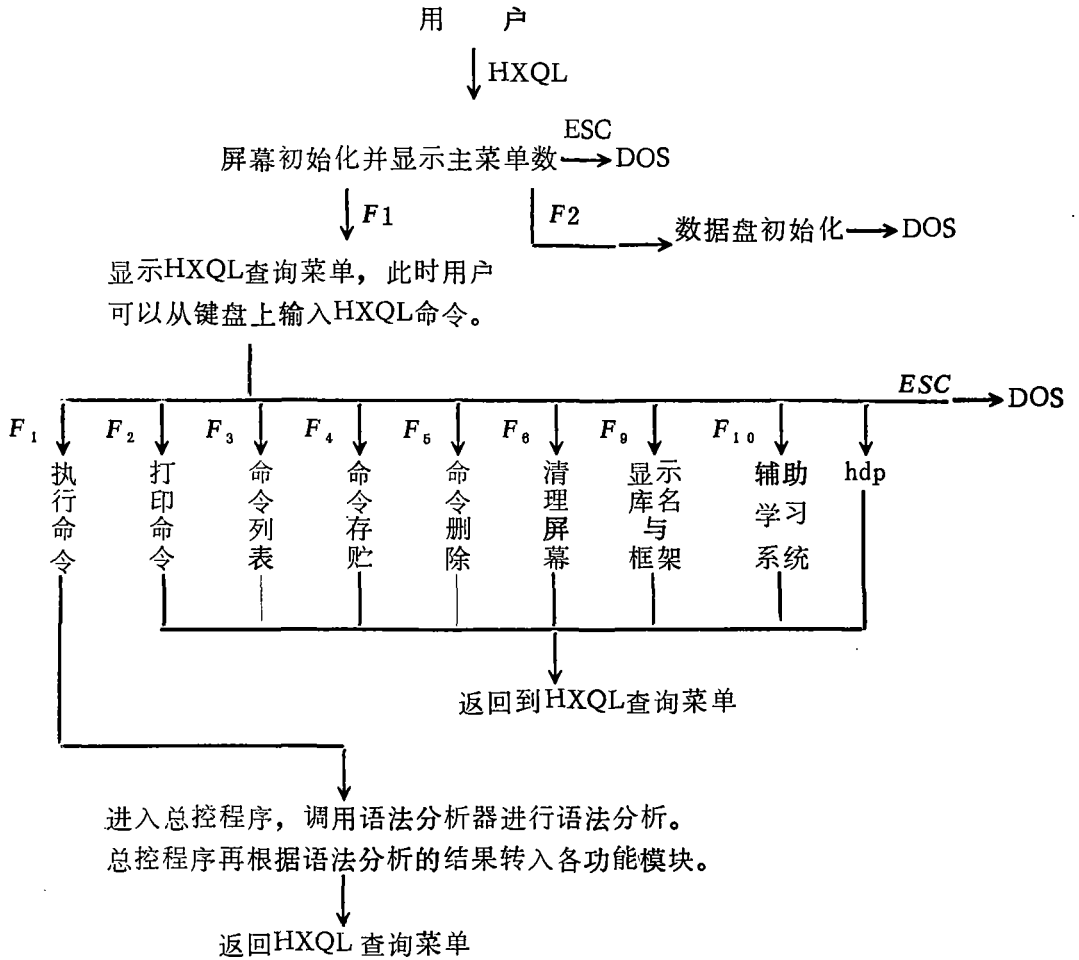 用 户
HXQL
ESC
屏幕初始化并显示主菜单数 DOS
F1
F2
数据盘初始化 DOS
显示HXQL查询菜单，此时用户
可以从键盘上输入HXQL命令。
ESC
DOS
F1
F2
F3
F4
F5
F6
F9
F10
执行命令
打印命令
命令列表
命令存贮
命令删除
清理屏幕
显示
库名
与
框架
辅助
学习
系统
hdp
返回到HXQL查询菜单
进入总控程序，调用语法分析器进行语法分析。
总控程序再根据语法分析的结果转入各功能模块。
返回HXQL 查询菜单